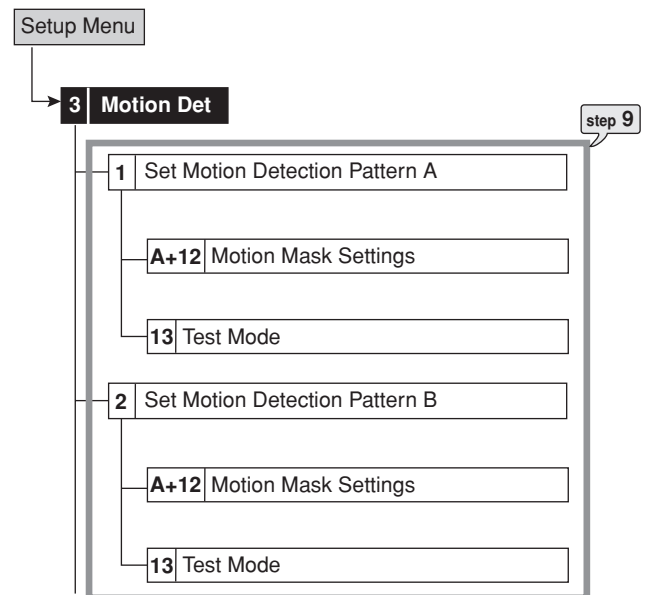 Setup Menu
3 Motion Det
step 9
1 Set Motion Detection Pattern A
A+12 Motion Mask Settings
13 Test Mode
2 Set Motion Detection Pattern B
A+12 Motion Mask Settings
13 Test Mode